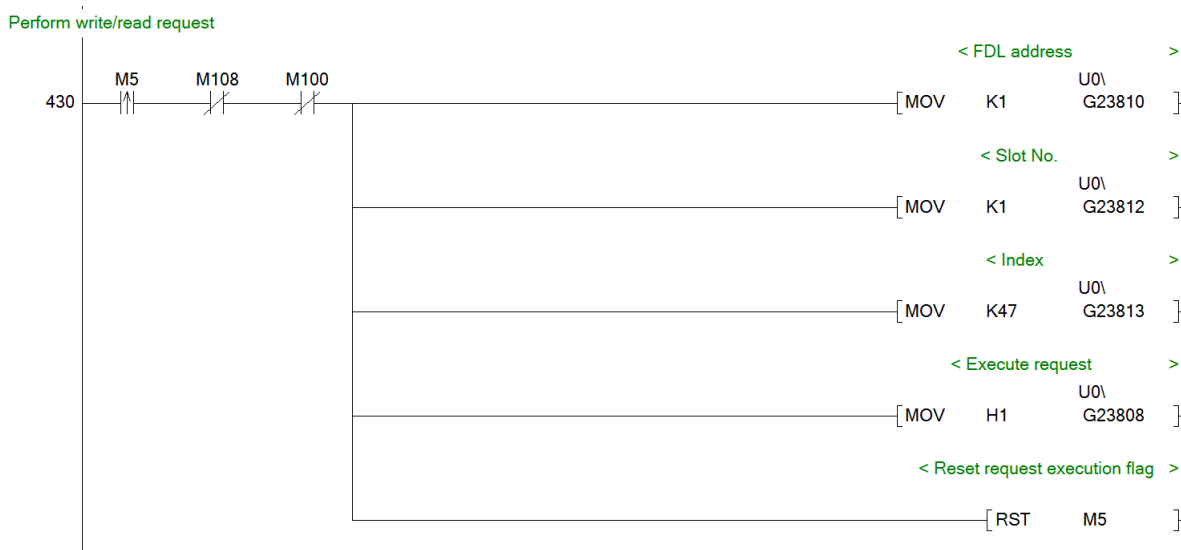 Perform write/read request
< FDL address >
M5 M108 M100 U0\
430 MOV K1 G23810
< Slot No. >
U0\
MOV K1 G23812
< Index >
U0\
MOV K47 G23813
< Execute request >
U0\
MOV H1 G23808
< Reset request execution flag >
RST M5